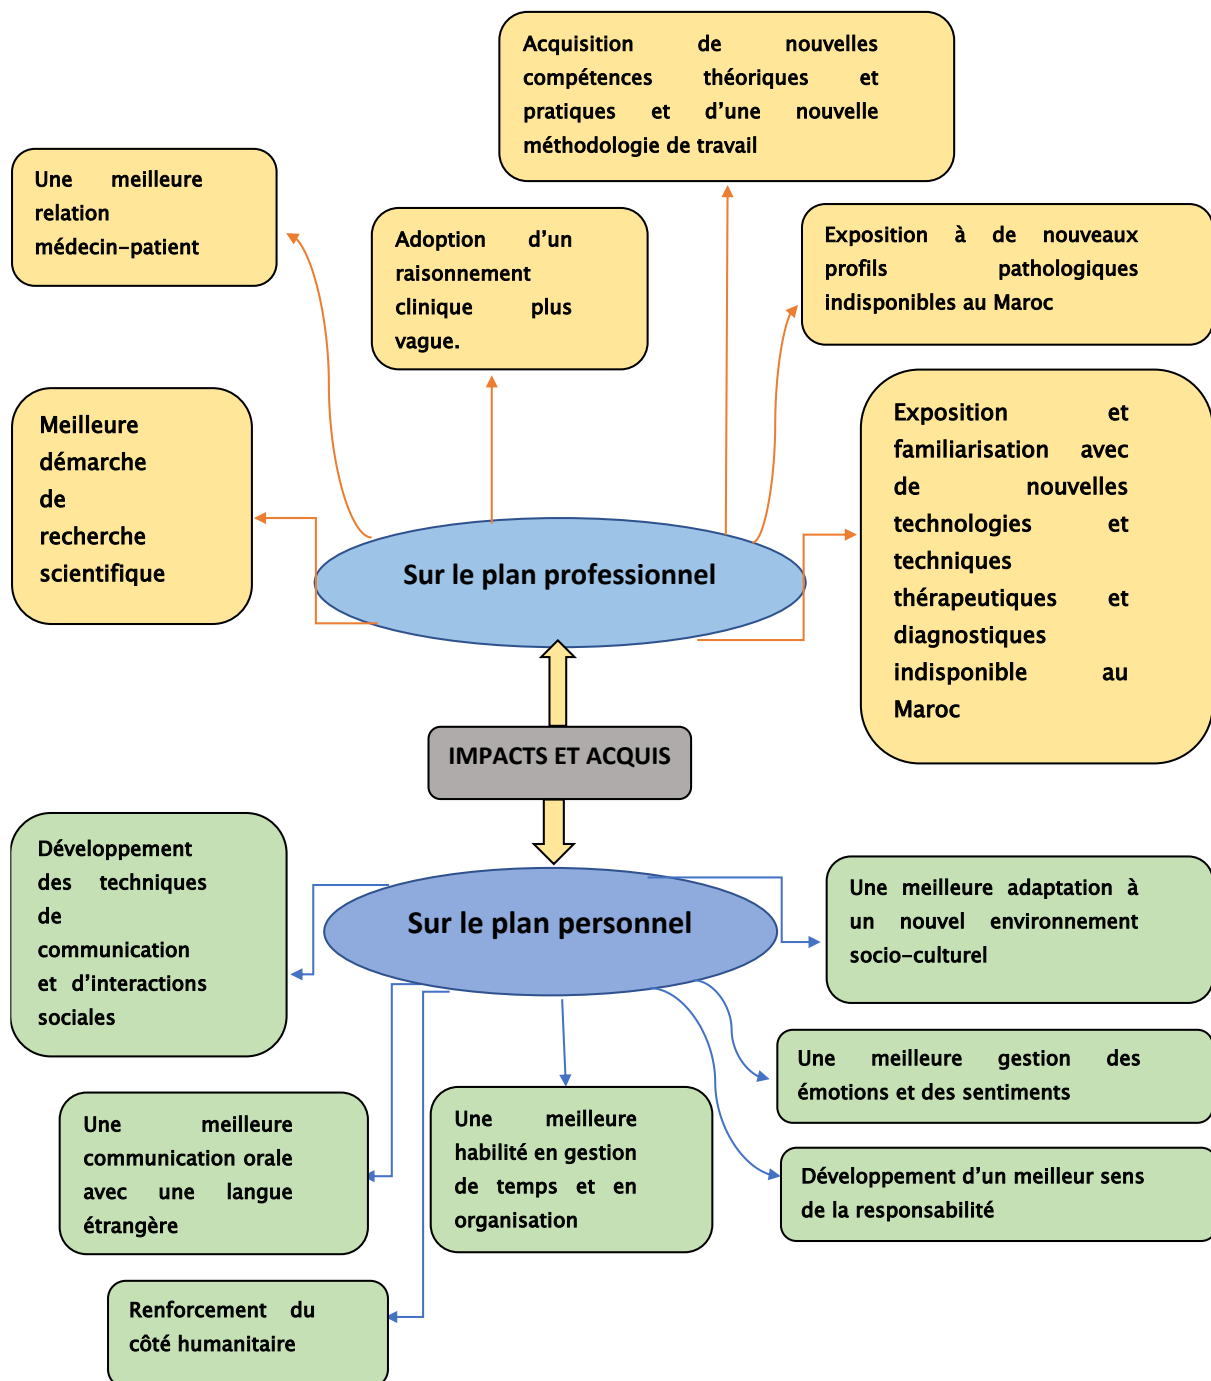 Acquisition de nouvelles
compétences théoriques et
pratiques et d’une nouvelle
méthodologie de travail
Une meilleure
relation
médecin-patient
Adoption d’un
raisonnement
clinique plus
vague.
Exposition à de nouveaux
profils pathologiques
indisponibles au Maroc
Meilleure
démarche
de
recherche
scientifique
Exposition et
familiarisation avec
de nouvelles
technologies et
techniques
thérapeutiques et
diagnostiques
indisponible au
Maroc
Sur le plan professionnel
IMPACTS ET ACQUIS
Sur le plan personnel
Développement
des techniques
de
communication
et d’interactions
sociales
Une meilleure adaptation à
un nouvel environnement
socio-culturel
Une meilleure gestion des
émotions et des sentiments
Une meilleure
communication orale
avec une langue
étrangère
Une meilleure
habilité en gestion
de temps et en
organisation
Développement d’un meilleur sens
de la responsabilité
Renforcement du
côté humanitaire